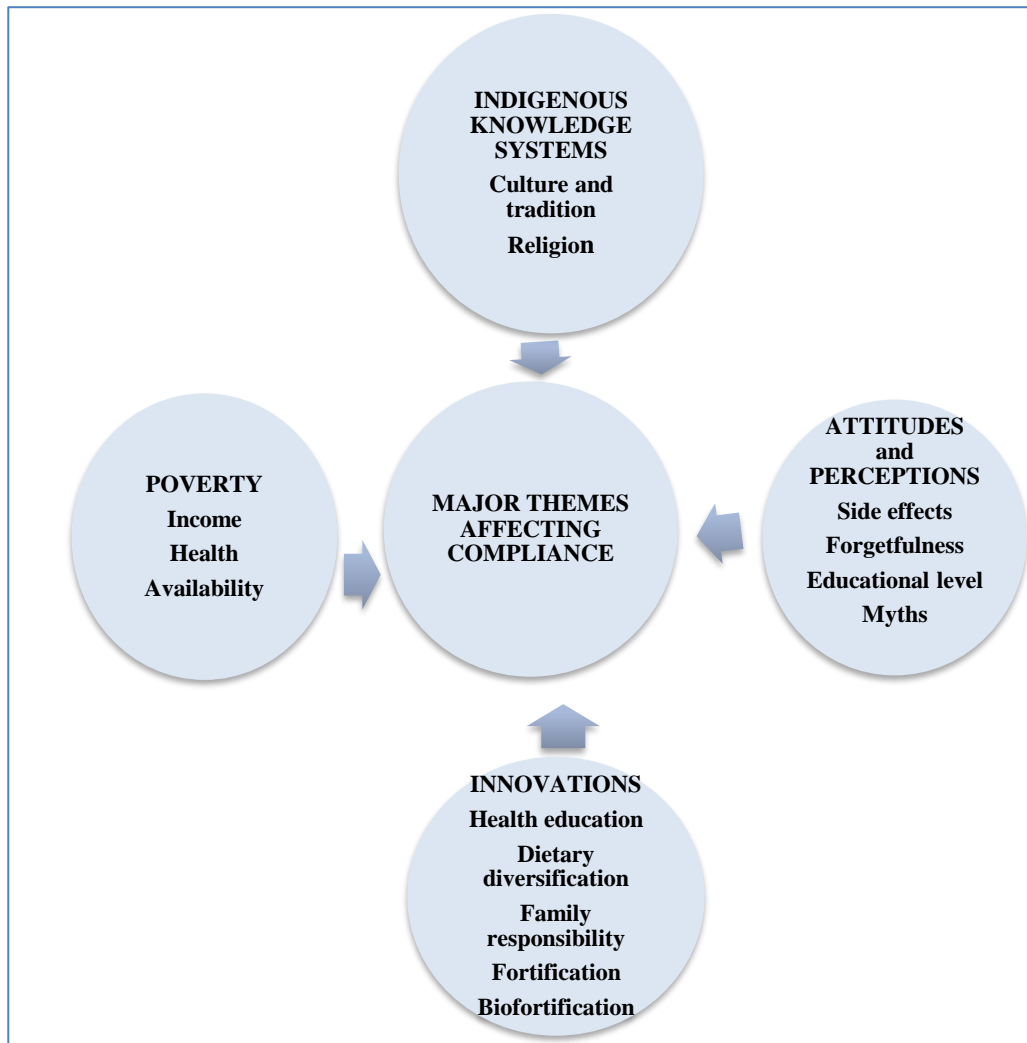 INDIGENOUS
KNOWLEDGE
SYSTEMS
Culture and
tradition
Religion
POVERTY
Income
Health
Availability
MAJOR THEMES
AFFECTING
COMPLIANCE
ATTITUDES
and
PERCEPTIONS
Side effects
Forgetfulness
Educational level
Myths
INNOVATIONS
Health education
Dietary
diversification
Family
responsibility
Fortification
Biofortification